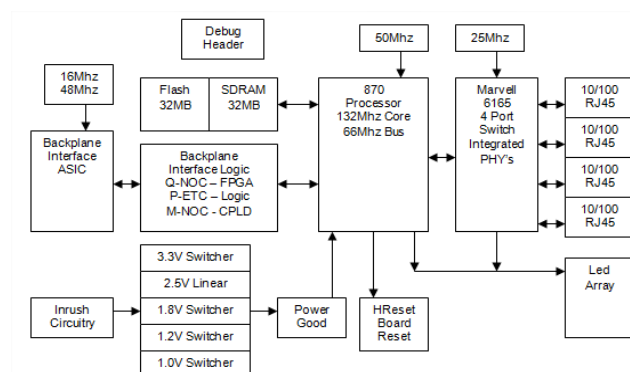 Debug
Header
50Mhz
25Mhz
16Mhz
48Mhz
Flash
32MB
SDRAM
32MB
870
Processor
132Mhz Core
66Mhz Bus
Marvell
6165
4 Port
Switch
Integrated
PHY's
10/100
RJ45
10/100
RJ45
10/100
RJ45
10/100
RJ45
Backplane
Interface
ASIC
Backplane
Interface Logic
Q-NOC – FPGA
P-ETC – Logic
M-NOC - CPLD
3.3V Switcher
2.5V Linear
1.8V Switcher
1.2V Switcher
1.0V Switcher
Inrush
Circuitry
Power
Good
HReset
Board
Reset
Led
Array